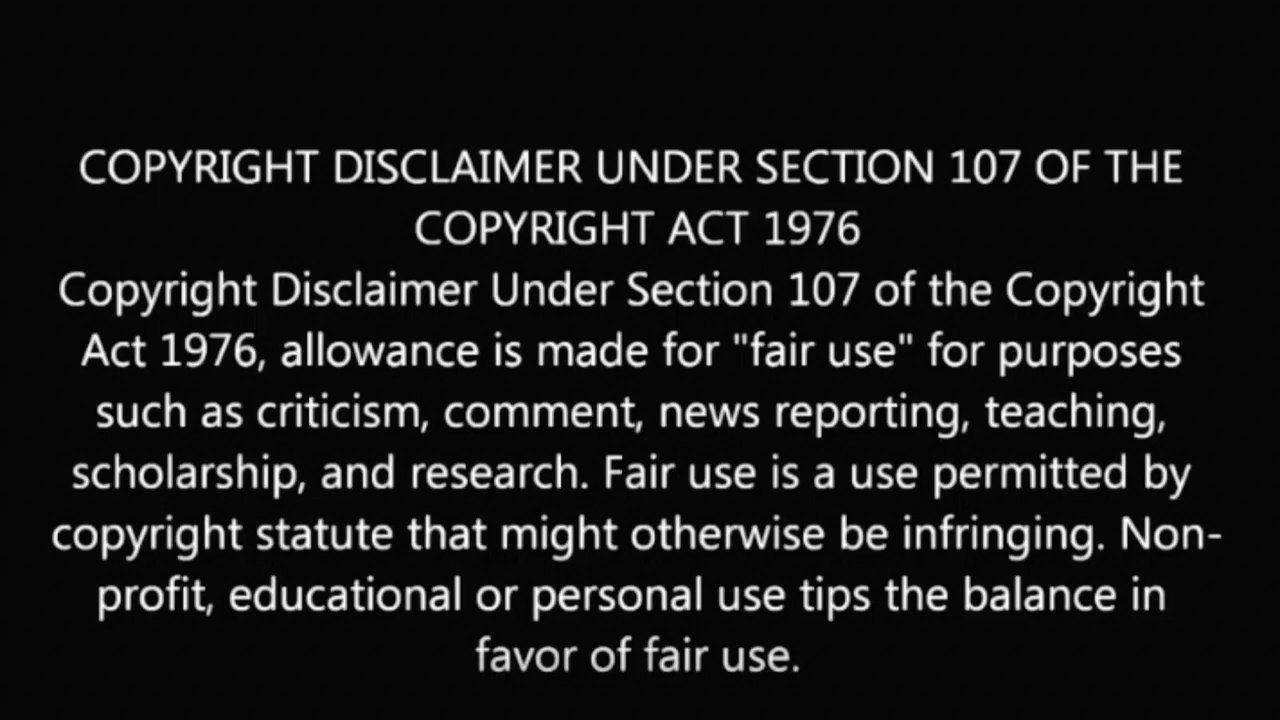 COPYRIGHT DISCLAIMER UNDER SECTION 107 OF THE
COPYRIGHT ACT 1976
Copyright Disclaimer Under Section 107 of the Copyright
Act 1976, allowance is made for "fair use" for purposes
such as criticism, comment, news reporting, teaching,
scholarship, and research. Fair use is a use permitted by
copyright statute that might otherwise be infringing. Non-
profit, educational or personal use tips the balance in
favor of fair use.